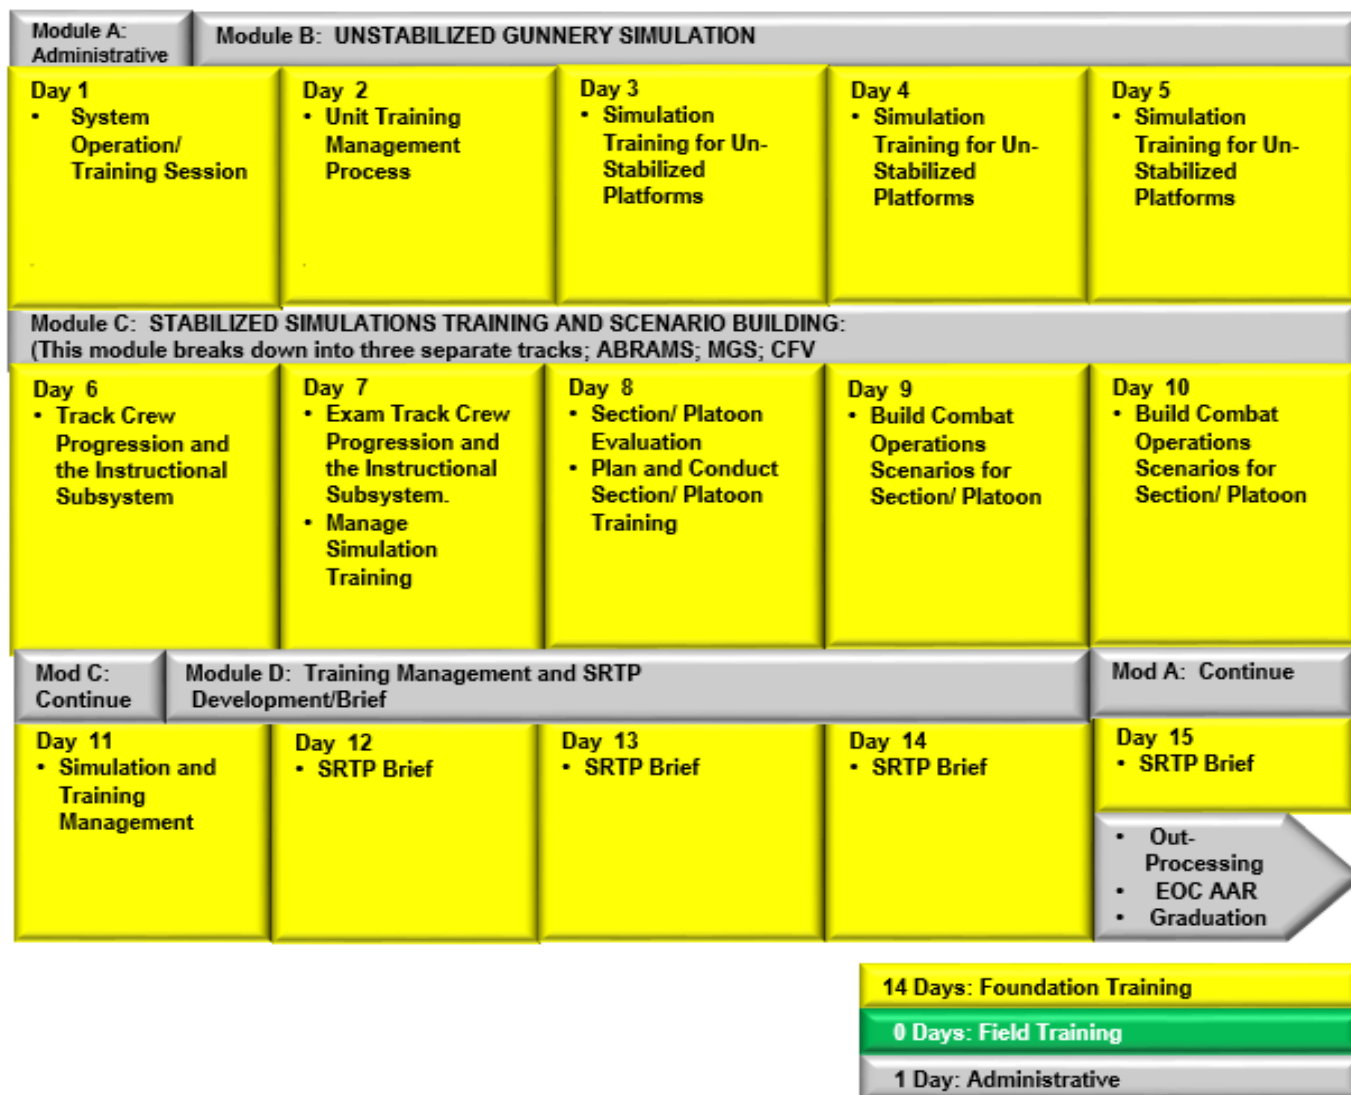 Module A:
Administrative
Module B:  UNSTABILIZED GUNNERY SIMULATION
Day 1
• System
Operation/
Training Session
Day  2
• Unit Training
Management
Process
Day 3
• Simulation
Training for Un-
Stabilized
Platforms
Day 4
• Simulation
Training for Un-
Stabilized
Platforms
Day 5
• Simulation
Training for Un-
Stabilized
Platforms
Module C:  STABILIZED SIMULATIONS TRAINING AND SCENARIO BUILDING:
(This module breaks down into three separate tracks; ABRAMS; MGS; CFV
Day  6
• Track Crew
Progression and
the Instructional
Subsystem
Day  7
• Exam Track Crew
Progression and
the Instructional
Subsystem.
• Manage
Simulation
Training
Day  8
• Section/ Platoon
Evaluation
• Plan and Conduct
Section/ Platoon
Training
Day  9
• Build Combat
Operations
Scenarios for
Section/ Platoon
Day  10
• Build Combat
Operations
Scenarios for
Section/ Platoon
Mod C:
Continue
Module D:  Training Management and SRTP
Development/Brief
Mod A:  Continue
Day  11
• Simulation and
Training
Management
Day  12
• SRTP Brief
Day  13
• SRTP Brief
Day  14
• SRTP Brief
Day  15
• SRTP Brief
• Out-
Processing
• EOC AAR
• Graduation
14 Days: Foundation Training
0 Days: Field Training
1 Day: Administrative